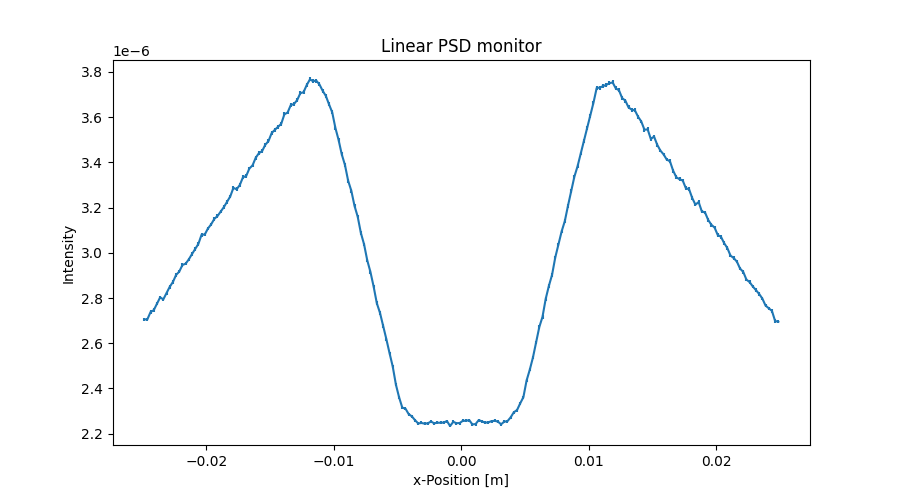 Linear PSD monitor
1e−6
3.8
3.6
3.4
3.2
3.0
2.8
2.6
2.4
2.2
Intensity
−0.02 −0.01 0.00 0.01 0.02
x-Position [m]